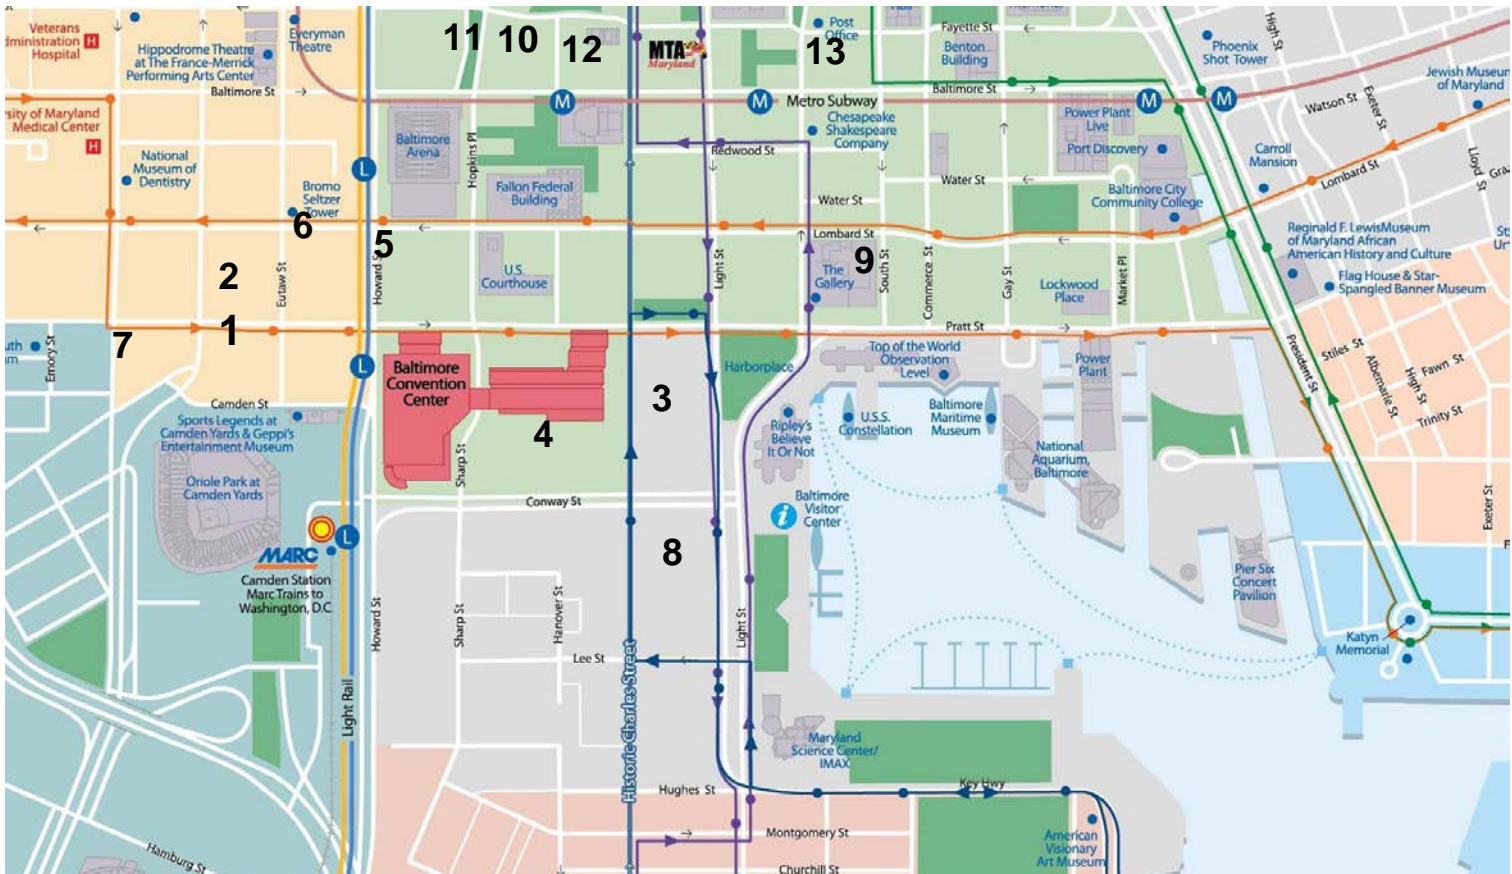 Veterans
dministration
Hospital
H
Hippodrome Theatre
at The France-Merrick
Performing Arts Center
Everyman
Theatre
11
10
12
MTA
Maryland
Post
Office
13
Hall
Fayette St
Benton
Building
High St
Phoenix
Shot Tower
Jewish Museum
of Maryland
Baltimore St
M
M
Metro Subway
Baltimore St
M
M
Watson St
Exeter St
sity of Maryland
Medical Center
H
Baltimore
Arena
Hopkins Pl
Redwood St
Chesapeake
Shakespeare
Company
Power Plant
Live
Port Discovery
Carroll
Mansion
Lombard St
Lloyd St
National
Museum of
Dentistry
L
Bromo
Seltzer
Tower
6
Fallon Federal
Building
Water St
Water St
Baltimore City
Community College
5
Lombard St
Reginald F. LewisMuseum
of Maryland African
American History and Culture
Flag House & Star-
Spangled Banner Museum
2
Eutaw St
Howard St
U.S.
Courthouse
Light St
The
Gallery
9
South St
Commerce St
Gay St
Lockwood
Place
Market Pl
7
1
Pratt St
Emory St
uth
m
L
Baltimore
Convention
Center
3
Harborplace
Top of the World
Observation
Level
Power
Plant
President St
Stiles St
Albemarle St
High St
Fawn St
Trinity St
Camden St
Sports Legends at
Camden Yards & Geppi's
Entertainment Museum
4
Ripley's
Believe
It Or Not
U.S.S.
Constellation
Baltimore
Maritime
Museum
National
Aquarium,
Baltimore
Oriole Park at
Camden Yards
Sharp St
Conway St
i
Baltimore
Visitor
Center
Exeter St
L
MARC
Camden Station
Marc Trains to
Washington, D.C
8
Pier Six
Concert
Pavilion
Howard St
Sharp St
Hanover St
Historic Charles Street
Light St
Lee St
Katyn
Memorial
Light Rail
Maryland
Science Center/
IMAX
Hughes St
Key Hwy
Montgomery St
American
Visionary
Art Museum
Hamburg St
Churchill St